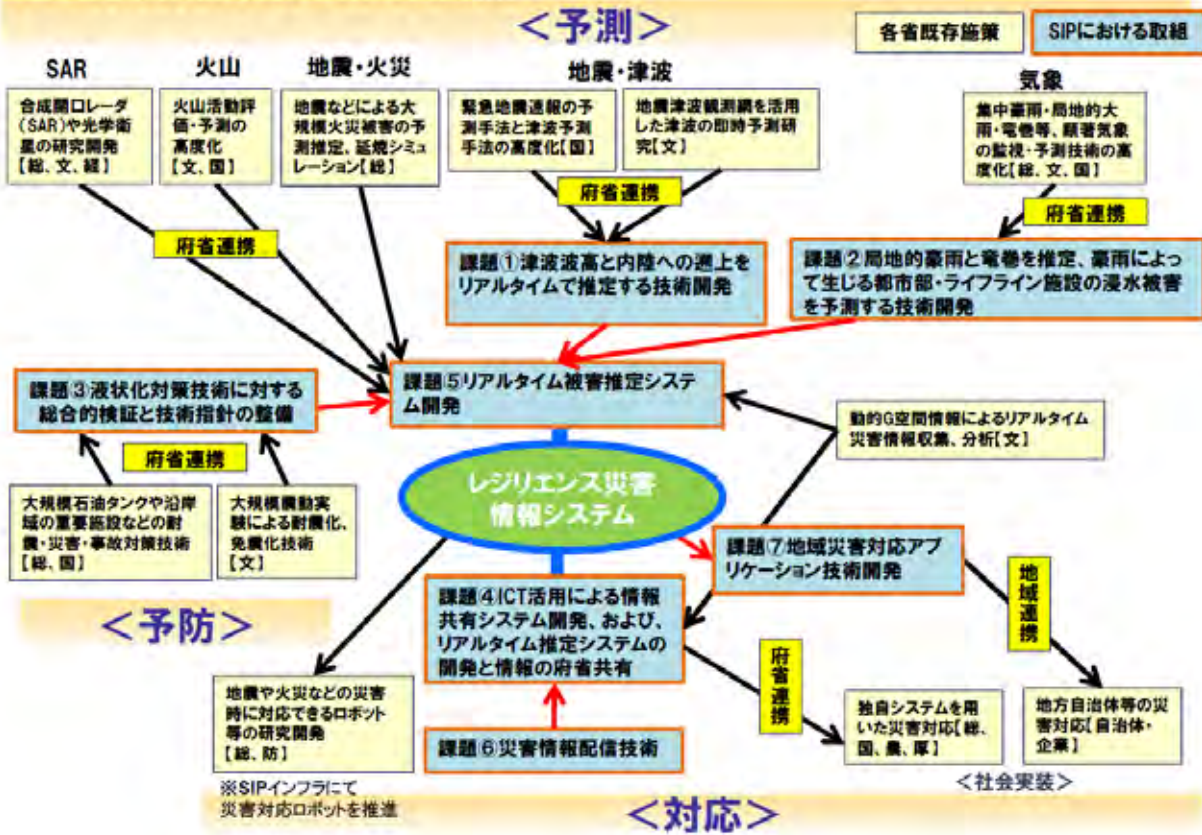 ＜予測＞
各省既存施策
SIPにおける取組
SAR
火山
地震・火災
地震・津波
気象
合成開口レーダ
(SAR)や光学衛
星の研究開発
【総、文、経】
火山活動評
価・予測の
高度化
【文、国】
地震などによる大
規模火災被害の予
測推定、延焼シミュ
レーション【総】
緊急地震速報の予
測手法と津波予測
手法の高度化【国】
地震津波観測網を活用
した津波の即時予測研
究【文】
集中豪雨・局地的大
雨・竜巻等、顕著気象
の監視・予測技術の高
度化【総、文、国】
府省連携
府省連携
府省連携
課題①津波波高と内陸への遡上を
リアルタイムで推定する技術開発
課題②局地的豪雨と竜巻を推定、豪雨によっ
て生じる都市部・ライフライン施設の浸水被害
を予測する技術開発
課題③液状化対策技術に対する
総合的検証と技術指針の整備
課題⑤リアルタイム被害推定システ
ム開発
動的G空間情報によるリアルタイム
災害情報収集、分析【文】
府省連携
レジリエンス災害
情報システム
大規模石油タンクや沿岸
域の重要施設などの耐
震・災害・事故対策技術
【総、国】
大規模震動実
験による耐震化、
免震化技術
【文】
課題⑦地域災害対応アプ
リケーション技術開発
＜予防＞
課題④ICT活用による情報
共有システム開発、および、
リアルタイム推定システムの
開発と情報の府省共有
地域連携
府省連携
地震や火災などの災害
時に対応できるロボット
等の研究開発
【総、防】
独自システムを用
いた災害対応【総、
国、農、厚】
地方自治体等の災
害対応【自治体・
企業】
課題⑥災害情報配信技術
※SIPインフラにて
災害対応ロボットを推進
＜社会実装＞
＜対応＞